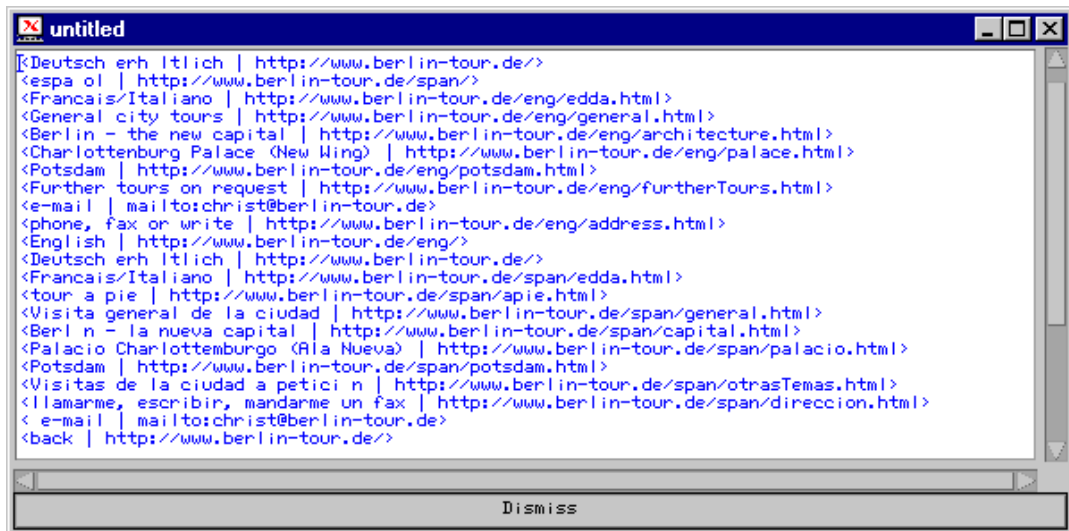 untitled
<Deutsch erh ltlich | http://www.berlin-tour.de/>
<espa ol | http://www.berlin-tour.de/span/>
<Francais/Italiano | http://www.berlin-tour.de/eng/edda.html>
<General city tours | http://www.berlin-tour.de/eng/general.html>
<Berlin - the new capital | http://www.berlin-tour.de/eng/architecture.html>
<Charlottenburg Palace (New Wing) | http://www.berlin-tour.de/eng/palace.html>
<Potsdam | http://www.berlin-tour.de/eng/potsdam.html>
<Further tours on request | http://www.berlin-tour.de/eng/furtherTours.html>
<e-mail | mailto:christ@berlin-tour.de>
<phone, fax or write | http://www.berlin-tour.de/eng/address.html>
<English | http://www.berlin-tour.de/eng/>
<Deutsch erh ltlich | http://www.berlin-tour.de/>
<Francais/Italiano | http://www.berlin-tour.de/span/edda.html>
<tour a pie | http://www.berlin-tour.de/span/apie.html>
<Visita general de la ciudad | http://www.berlin-tour.de/span/general.html>
<Berl n - la nueva capital | http://www.berlin-tour.de/span/capital.html>
<Palacio Charlottemburgo (Ala Nueva) | http://www.berlin-tour.de/span/palacio.html>
<Potsdam | http://www.berlin-tour.de/span/potsdam.html>
<Visitas de la ciudad a petici n | http://www.berlin-tour.de/span/otrasTemas.html>
<llamarme, escribir, mandarme un fax | http://www.berlin-tour.de/span/direccion.html>
< e-mail | mailto:christ@berlin-tour.de>
<back | http://www.berlin-tour.de/>
Dismiss